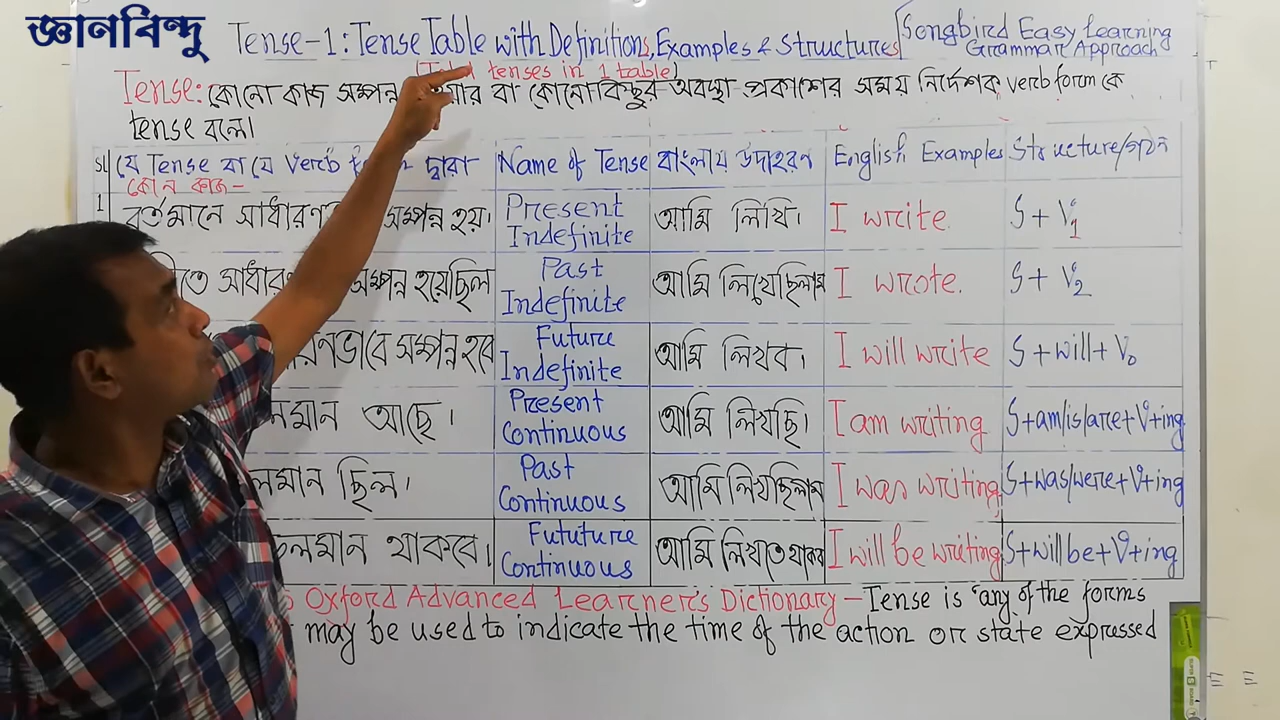 জ্ঞানবিন্দু
Tense-1: Tense Table with Definitions, Examples & Structures
Songbird Easy Learning
Grammar Approach
tenses in 1 table)
Tense: কোনো কাজ সম্পন্ন বা কোনোকিছুর অবস্থা প্রকাশের সময় নির্দেশক verb form কে
tense বলে।
SL যে Tense বা যে Verb দ্বারা Name of Tense বাংলায় উদাহরন English Examples Structure/গঠন
কোন কাজ-
1 বর্তমানে সম্পন্ন হয়। Present Indefinite আমি লিখি। I write. S + V₁
সম্পন্ন হয়েছিল Past Indefinite আমি লিখেছিলাম I wrote. S + V₂
সম্পন্ন হবে Future Indefinite আমি লিখব। I will write S + will + V₀
আছে। Present Continuous আমি লিখছি। I am writing S+am/is/are+V+ing
ছিল। Past Continuous আমি লিখছিলাম I was writing S+was/were+V+ing
থাকবে। Fututure Continuous আমি লিখতে থাকব I will be writing S+will be+V+ing
Oxford Advanced Learner's Dictionary – Tense is 'any of the forms
may be used to indicate the time of the action or state expressed